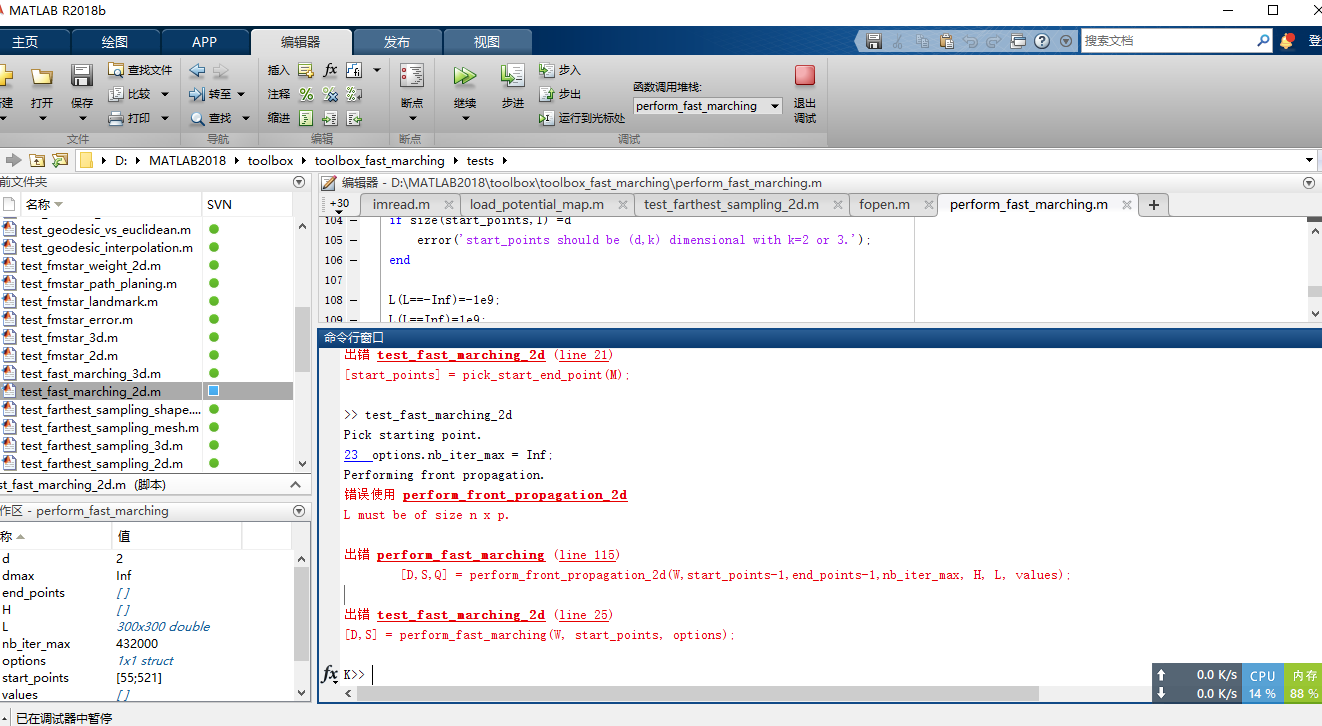 MATLAB R2018b
主页 绘图 APP 编辑器 发布 视图
搜索文档
打开 保存 查找文件 比较 打印
文件
转至 查找
导航
插入 fx
注释
缩进
编辑
断点
断点
继续 步进 步入 步出 运行到光标处
函数调用堆栈:
perform_fast_marching
退出
调试
调试
D: MATLAB2018 toolbox toolbox_fast_marching tests
前文件夹
名称 SVN
test_geodesic_vs_euclidean.m
test_geodesic_interpolation.m
test_fmstar_weight_2d.m
test_fmstar_path_planing.m
test_fmstar_landmark.m
test_fmstar_error.m
test_fmstar_3d.m
test_fmstar_2d.m
test_fast_marching_3d.m
test_fast_marching_2d.m
test_farthest_sampling_shape....
test_farthest_sampling_mesh.m
test_farthest_sampling_3d.m
test_farthest_sampling_2d.m
st_fast_marching_2d.m (脚本)
作区 - perform_fast_marching
称 值
d 2
dmax Inf
end_points []
H []
L 300x300 double
nb_iter_max 432000
options 1x1 struct
start_points [55;521]
values []
已在调试器中暂停
编辑器 - D:\MATLAB2018\toolbox\toolbox_fast_marching\perform_fast_marching.m
+30 imread.m load_potential_map.m test_farthest_sampling_2d.m fopen.m perform_fast_marching.m +
104 – if size(start_points,1)~=d
105 – error('start_points should be (d,k) dimensional with k=2 or 3.');
106 – end
107
108 – L(L==-Inf)=-1e9;
109 – L(L==Inf)=1e9;
命令行窗口
出错 test_fast_marching_2d (line 21)
[start_points] = pick_start_end_point(M);
>> test_fast_marching_2d
Pick starting point.
23 options.nb_iter_max = Inf;
Performing front propagation.
错误使用 perform_front_propagation_2d
L must be of size n x p.
出错 perform_fast_marching (line 115)
[D,S,Q] = perform_front_propagation_2d(W,start_points-1,end_points-1,nb_iter_max, H, L, values);
出错 test_fast_marching_2d (line 25)
[D,S] = perform_fast_marching(W, start_points, options);
fx K>>
0.0 K/s CPU 内存
0.0 K/s 14 % 88 %